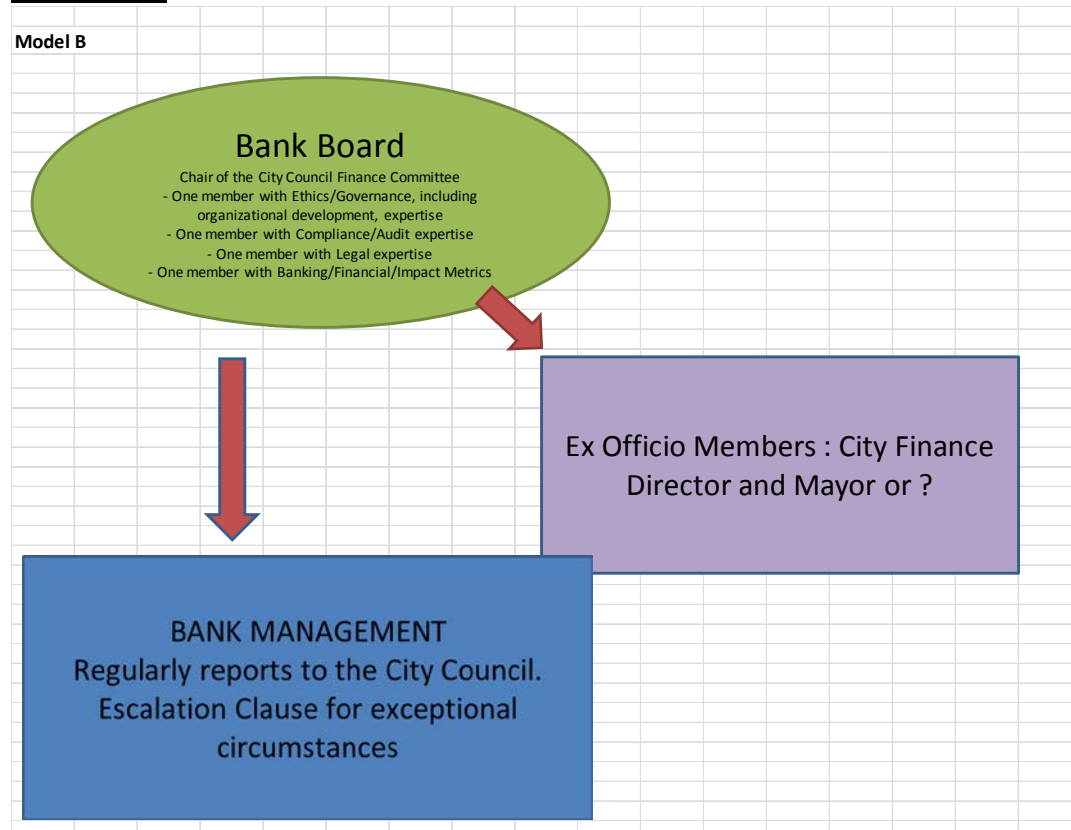 Model B
Bank Board
Chair of the City Council Finance Committee
- One member with Ethics/Governance, including
organizational development, expertise
- One member with Compliance/Audit expertise
- One member with Legal expertise
- One member with Banking/Financial/Impact Metrics
Ex Officio Members : City Finance
Director and Mayor or ?
BANK MANAGEMENT
Regularly reports to the City Council.
Escalation Clause for exceptional
circumstances